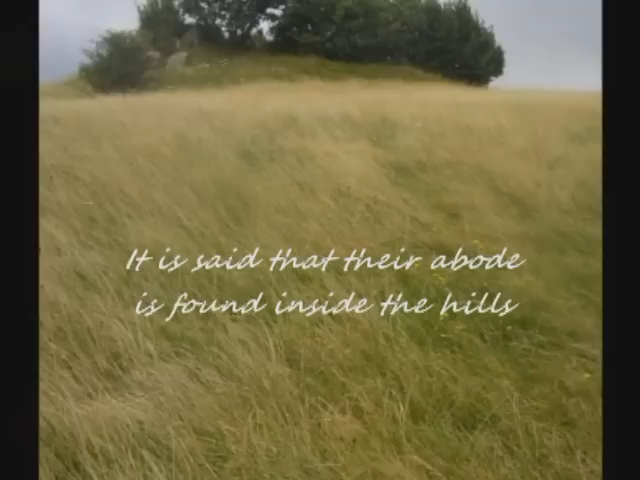 It is said that their abode
is found inside the hills